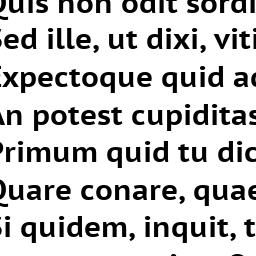 Quis non odit sordi
Sed ille, ut dixi, viti
Expectoque quid ad
An potest cupiditas
Primum quid tu dic
Quare conare, quae
Si quidem, inquit, t